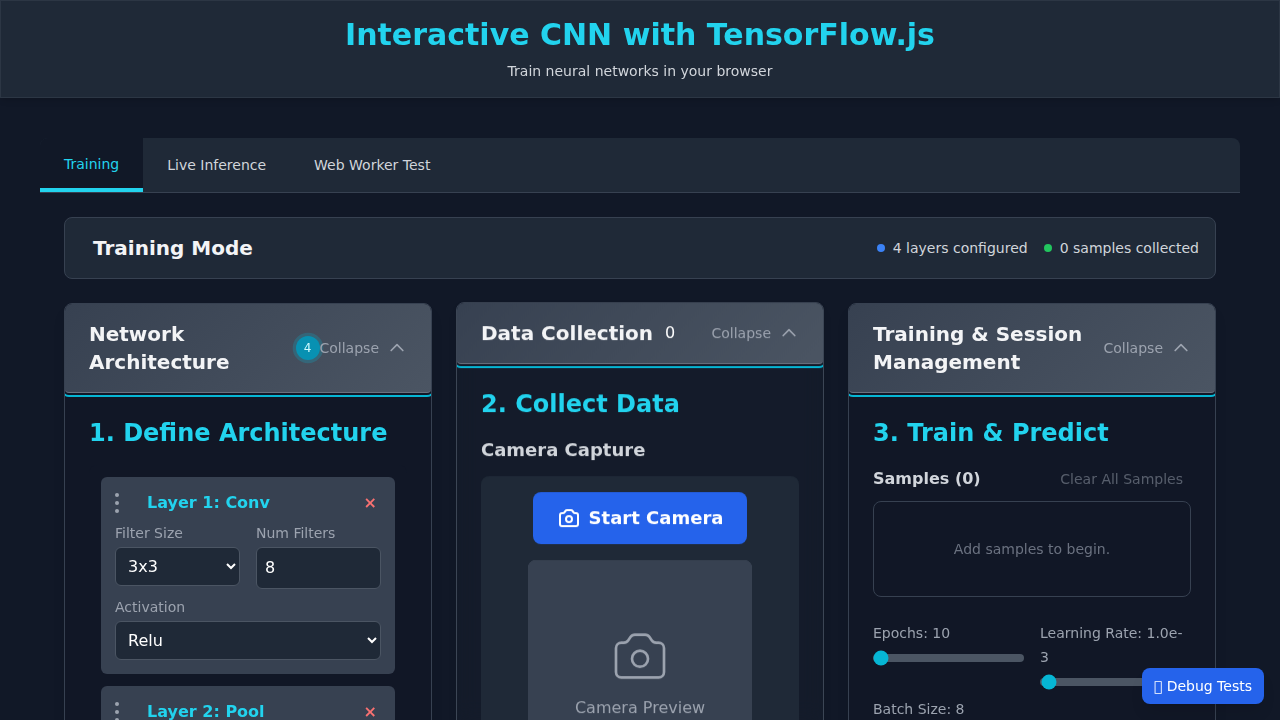 Interactive CNN with TensorFlow.js
Train neural networks in your browser
Training
Live Inference
Web Worker Test
Training Mode
4 layers configured
0 samples collected
Network
Architecture
4
Collapse
1. Define Architecture
Layer 1: Conv
×
Filter Size
Num Filters
3x3
8
Activation
Relu
Layer 2: Pool
×
Data Collection
0
Collapse
2. Collect Data
Camera Capture
Start Camera
Camera Preview
Training & Session
Management
Collapse
3. Train & Predict
Samples (0)
Clear All Samples
Add samples to begin.
Epochs: 10
Learning Rate: 1.0e-
3
Batch Size: 8
Debug Tests